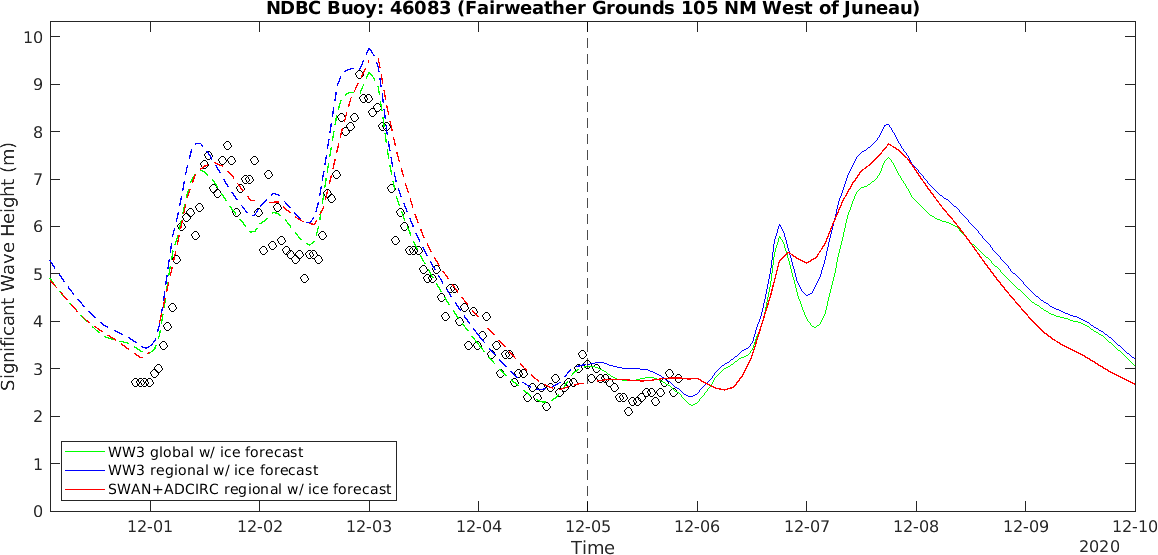 NDBC Buoy: 46083 (Fairweather Grounds 105 NM West of Juneau)
Significant Wave Height (m)
10
9
8
7
6
5
4
3
2
1
0
WW3 global w/ ice forecast
WW3 regional w/ ice forecast
SWAN+ADCIRC regional w/ ice forecast
12-01 12-02 12-03 12-04 12-05 12-06 12-07 12-08 12-09 12-10
Time
2020